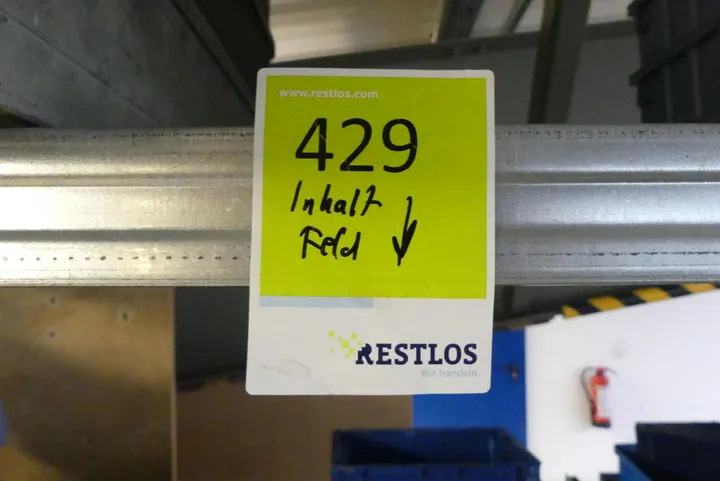 www.restlos.com
429
Inhalt
Feld
RESTLOS
Wir handeln.